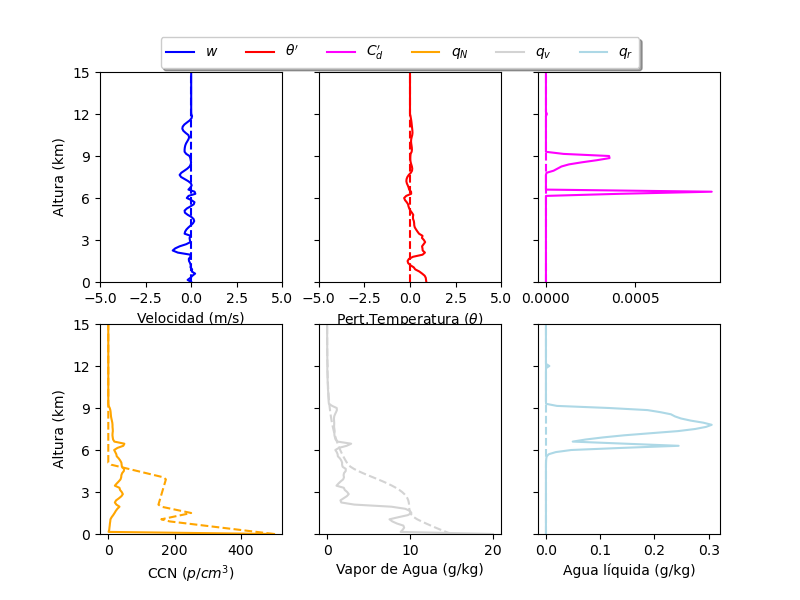 w θ′ C′d qN qv qr
15
12
9
6
3
0
Altura (km)
−5.0 −2.5 0.0 2.5 5.0
Velocidad (m/s)
−5.0 −2.5 0.0 2.5 5.0
Pert.Temperatura (θ)
0.0000 0.0005
15
12
9
6
3
0
Altura (km)
0 200 400
CCN (p/cm³)
0 10 20
Vapor de Agua (g/kg)
0.0 0.1 0.2 0.3
Agua líquida (g/kg)